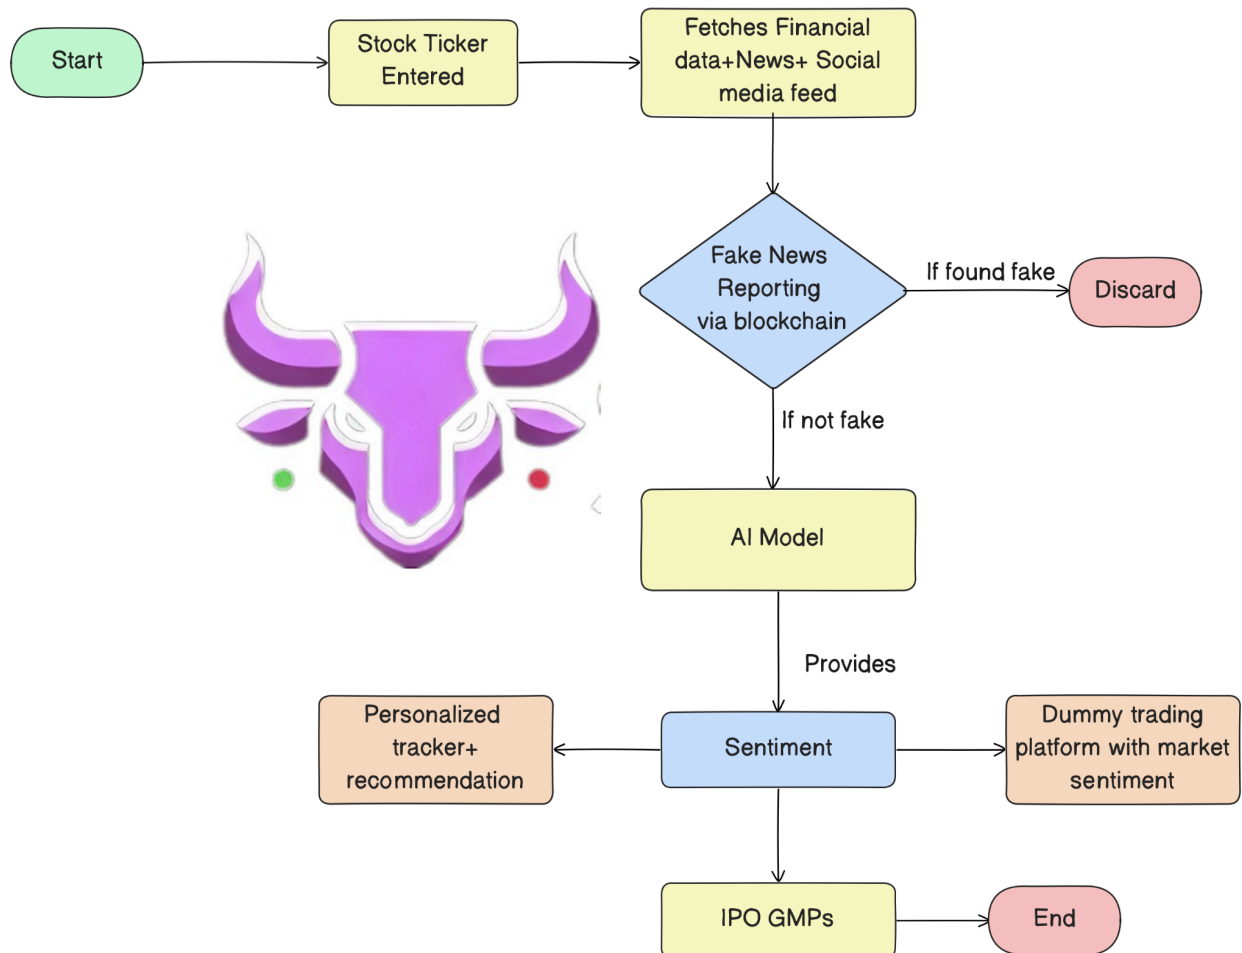 Start
Stock Ticker
Entered
Fetches Financial
data+News+ Social
media feed
Fake News
Reporting
via blockchain
If found fake
Discard
If not fake
AI Model
Provides
Personalized
tracker+
recommendation
Sentiment
Dummy trading
platform with market
sentiment
IPO GMPs
End